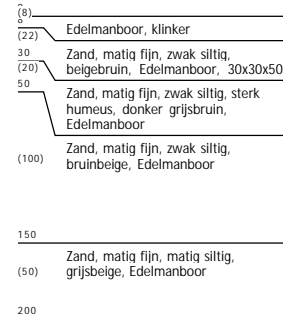 (8)
8
Edelmanboor, klinker
(22)
30
Zand, matig fijn, zwak siltig,
(20)
beigebruin, Edelmanboor, 30x30x50
50
Zand, matig fijn, zwak siltig, sterk
humeus, donker grijsbruin,
Edelmanboor
Zand, matig fijn, zwak siltig,
(100)
bruinbeige, Edelmanboor
150
Zand, matig fijn, matig siltig,
(50)
grijsbeige, Edelmanboor
200